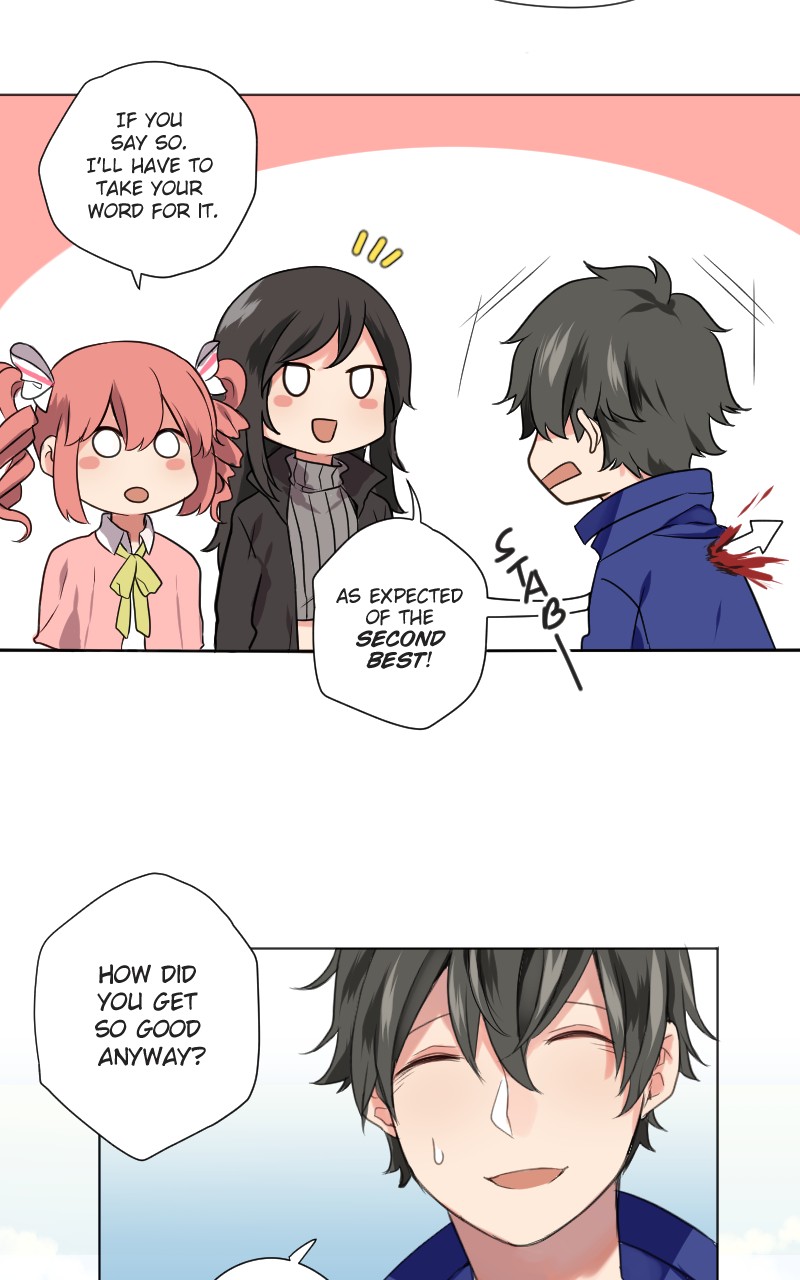 IF YOU
SAY SO.
I'LL HAVE TO
TAKE YOUR
WORD FOR IT.
AS EXPECTED
OF THE
SECOND
BEST!
STAB
HOW DID
YOU GET
SO GOOD
ANYWAY?